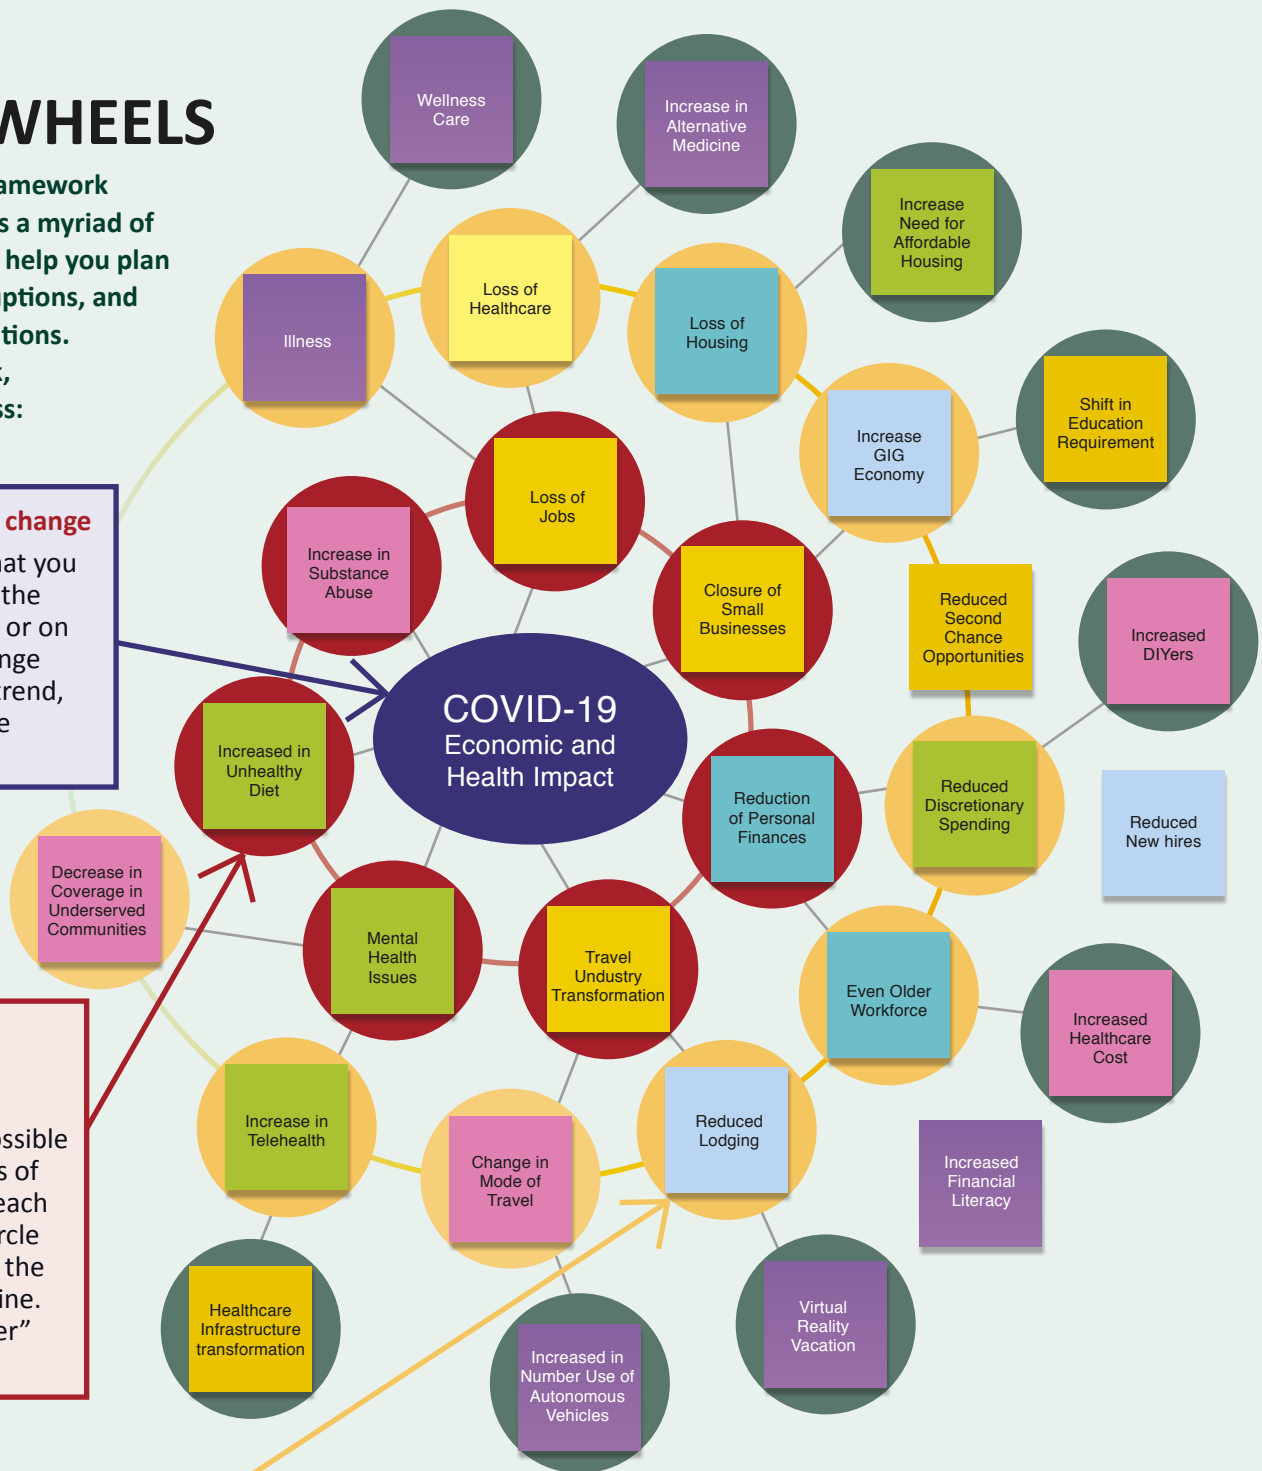 WHEELS
amework
s a myriad of
help you plan
uptions, and
tions.
k,
ss:
change
hat you
the
or on
nge
trend,
e
ossible
s of
each
rcle
the
ine.
er”
Wellness
Care
Increase in
Alternative
Medicine
Increase
Need for
Affordable
Housing
Illness
Loss of
Healthcare
Loss of
Housing
Increase
GIG
Economy
Shift in
Education
Requirement
Increase in
Substance
Abuse
Loss of
Jobs
Closure of
Small
Businesses
Reduced
Second
Chance
Opportunities
Increased
DIYers
COVID-19
Economic and
Health Impact
Increased in
Unhealthy
Diet
Reduction
of Personal
Finances
Reduced
Discretionary
Spending
Reduced
New hires
Decrease in
Coverage in
Underserved
Communities
Mental
Health
Issues
Travel
Undustry
Transformation
Even Older
Workforce
Increased
Healthcare
Cost
Increase in
Telehealth
Change in
Mode of
Travel
Reduced
Lodging
Increased
Financial
Literacy
Healthcare
Infrastructure
transformation
Increased in
Number Use of
Autonomous
Vehicles
Virtual
Reality
Vacation